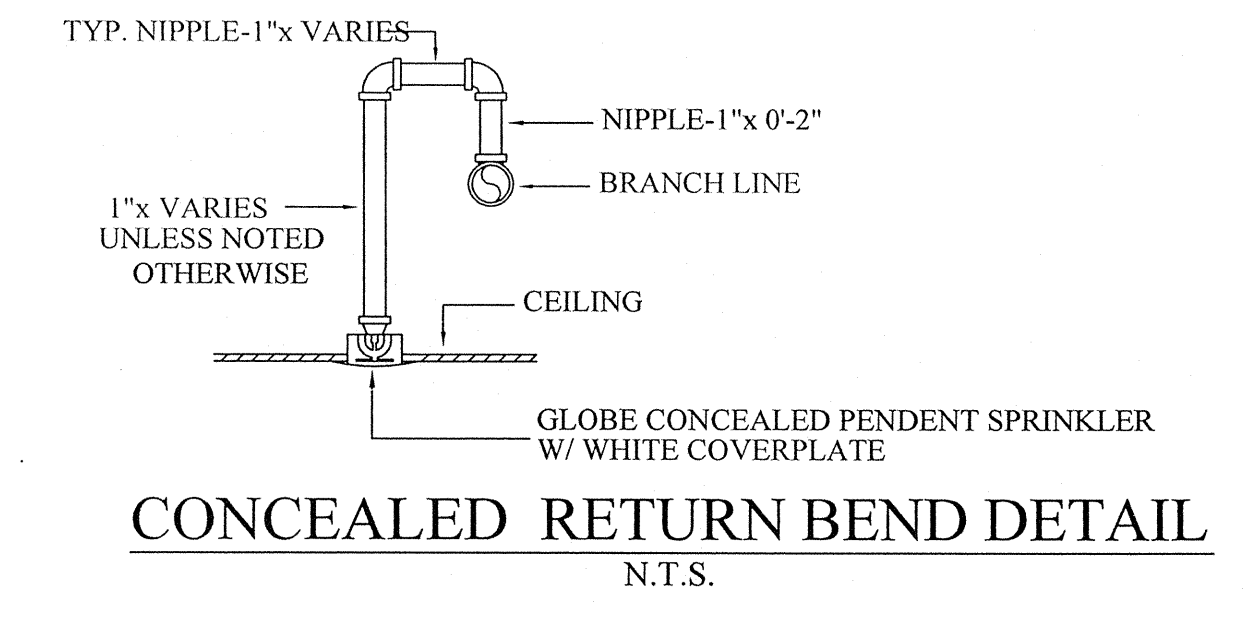 TYP. NIPPLE-1"x VARIES
NIPPLE-1"x 0'-2"
BRANCH LINE
1"x VARIES
UNLESS NOTED
OTHERWISE
CEILING
GLOBE CONCEALED PENDENT SPRINKLER
W/ WHITE COVERPLATE
CONCEALED RETURN BEND DETAIL
N.T.S.